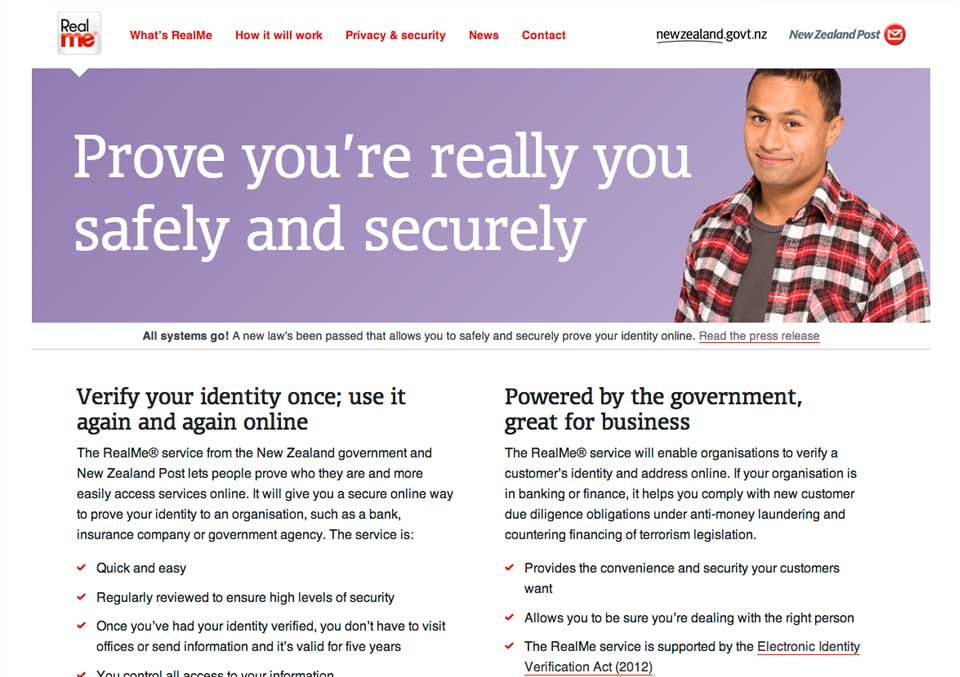 Real
me
What's RealMe
How it will work
Privacy & security
News
Contact
newzealand.govt.nz
New Zealand Post
Prove you're really you
safely and securely
All systems go! A new law's been passed that allows you to safely and securely prove your identity online. Read the press release
Verify your identity once; use it
again and again online
The RealMe® service from the New Zealand government and
New Zealand Post lets people prove who they are and more
easily access services online. It will give you a secure online way
to prove your identity to an organisation, such as a bank,
insurance company or government agency. The service is:
Quick and easy
Regularly reviewed to ensure high levels of security
Once you've had your identity verified, you don't have to visit
offices or send information and it's valid for five years
You control all access to your information
Powered by the government,
great for business
The RealMe® service will enable organisations to verify a
customer's identity and address online. If your organisation is
in banking or finance, it helps you comply with new customer
due diligence obligations under anti-money laundering and
countering financing of terrorism legislation.
Provides the convenience and security your customers
want
Allows you to be sure you're dealing with the right person
The RealMe service is supported by the Electronic Identity
Verification Act (2012)